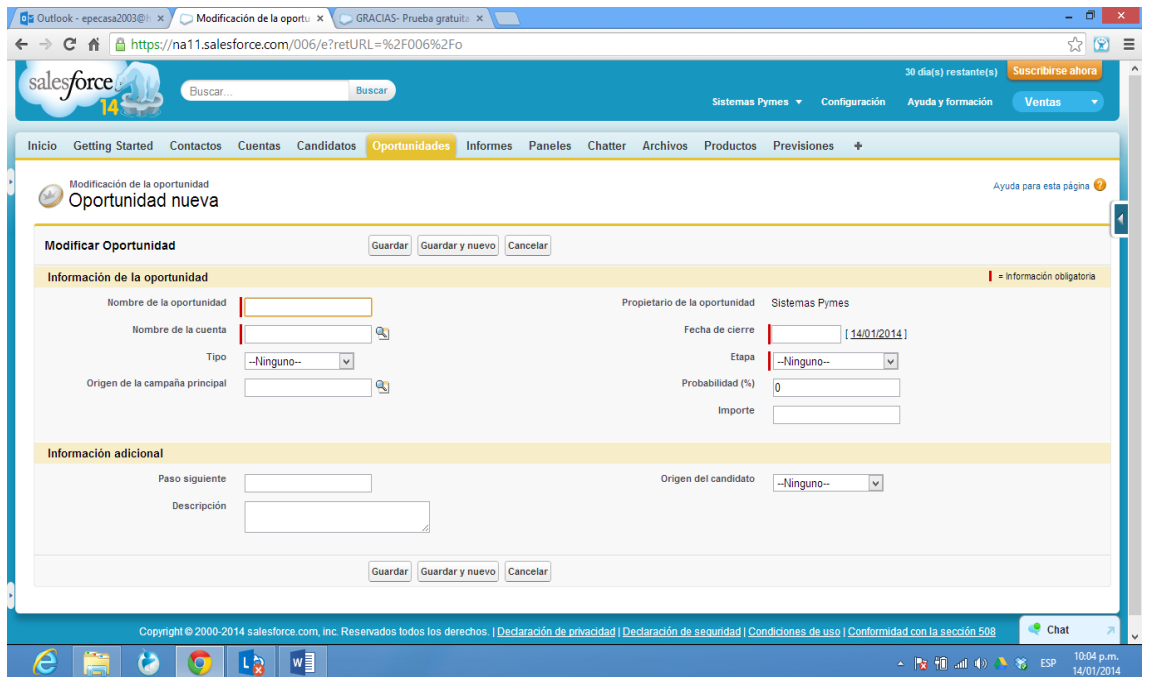 Outlook - epecasa2003@h
Modificación de la oportu
GRACIAS- Prueba gratuita
https://na11.salesforce.com/006/e?retURL=%2F006%2Fo
salesforce
14
Buscar...
Buscar
30 día(s) restante(s)
Suscribirse ahora
Sistemas Pymes
Configuración
Ayuda y formación
Ventas
Inicio Getting Started Contactos Cuentas Candidatos Oportunidades Informes Paneles Chatter Archivos Productos Previsiones +
Modificación de la oportunidad
Oportunidad nueva
Ayuda para esta página
Modificar Oportunidad
Guardar Guardar y nuevo Cancelar
Información de la oportunidad
= Información obligatoria
Nombre de la oportunidad
Propietario de la oportunidad Sistemas Pymes
Nombre de la cuenta
Fecha de cierre [ 14/01/2014 ]
Tipo --Ninguno--
Etapa --Ninguno--
Origen de la campaña principal
Probabilidad (%) 0
Importe
Información adicional
Paso siguiente
Origen del candidato --Ninguno--
Descripción
Guardar Guardar y nuevo Cancelar
Copyright © 2000-2014 salesforce.com, inc. Reservados todos los derechos. | Declaración de privacidad | Declaración de seguridad | Condiciones de uso | Conformidad con la sección 508
Chat
ESP
10:04 p.m.
14/01/2014